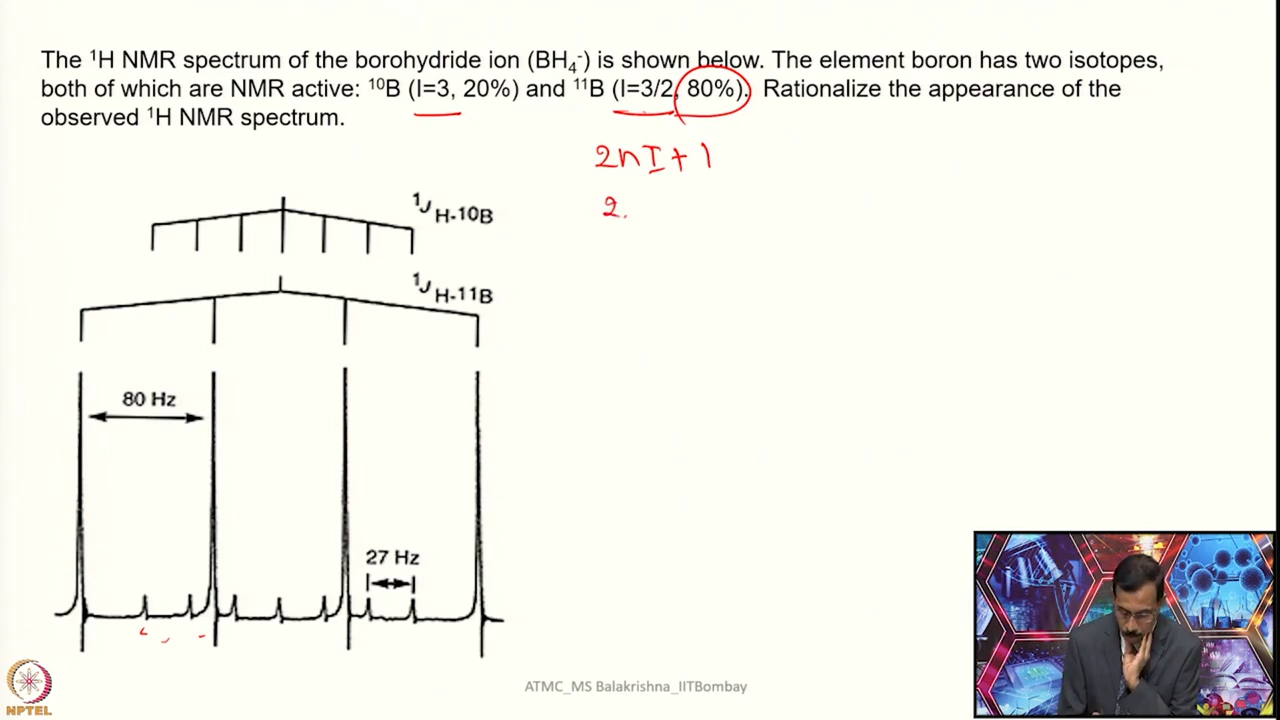 The ¹H NMR spectrum of the borohydride ion (BH₄⁻) is shown below. The element boron has two isotopes,
both of which are NMR active: ¹⁰B (I=3, 20%) and ¹¹B (I=3/2, 80%). Rationalize the appearance of the
observed ¹H NMR spectrum.
2nI + 1
2.
¹J H-10B
¹J H-11B
80 Hz
27 Hz
ATMC_MS Balakrishna_IITBombay
NPTEL